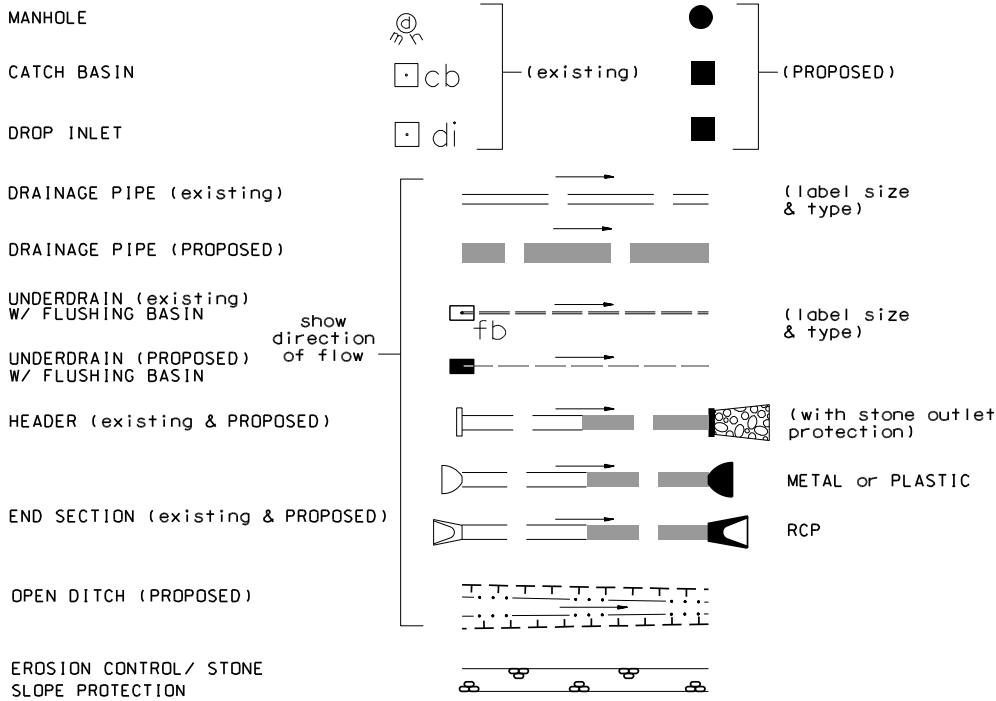 MANHOLE
d
m h
CATCH BASIN
cb
(existing)
(PROPOSED)
DROP INLET
di
DRAINAGE PIPE (existing)
(label size
& type)
DRAINAGE PIPE (PROPOSED)
UNDERDRAIN (existing)
W/ FLUSHING BASIN
fb
(label size
& type)
show
direction
of flow
UNDERDRAIN (PROPOSED)
W/ FLUSHING BASIN
HEADER (existing & PROPOSED)
(with stone outlet
protection)
METAL or PLASTIC
END SECTION (existing & PROPOSED)
RCP
OPEN DITCH (PROPOSED)
EROSION CONTROL/ STONE
SLOPE PROTECTION